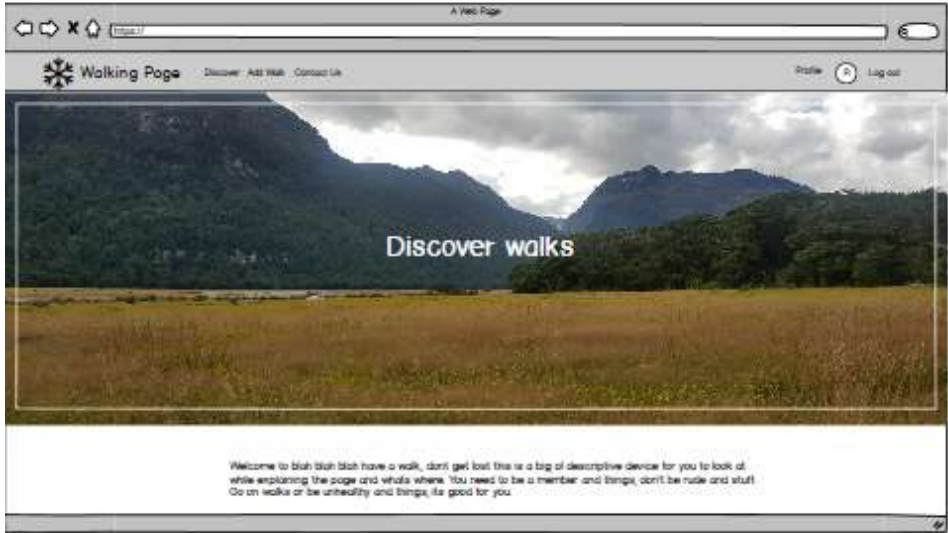 A Web Page
https://
Walking Page Discover Add Walk Contact Us Profile Log out
Discover walks
Welcome to blah blah blah have a walk, dont get lost this is a big of descriptive device for you to look at
while explaining the page and whats where. You need to be a member and things, don't be rude and stuff.
Go on walks or be unhealthy and things, its good for you.